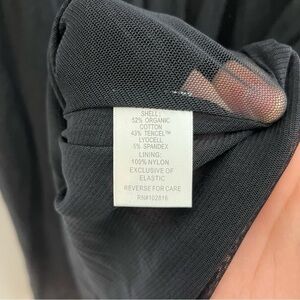 SHELL:
52% ORGANIC
COTTON
43% TENCEL™
LYOCELL
5% SPANDEX
LINING:
100% NYLON
EXCLUSIVE OF
ELASTIC
REVERSE FOR CARE
RN#102816